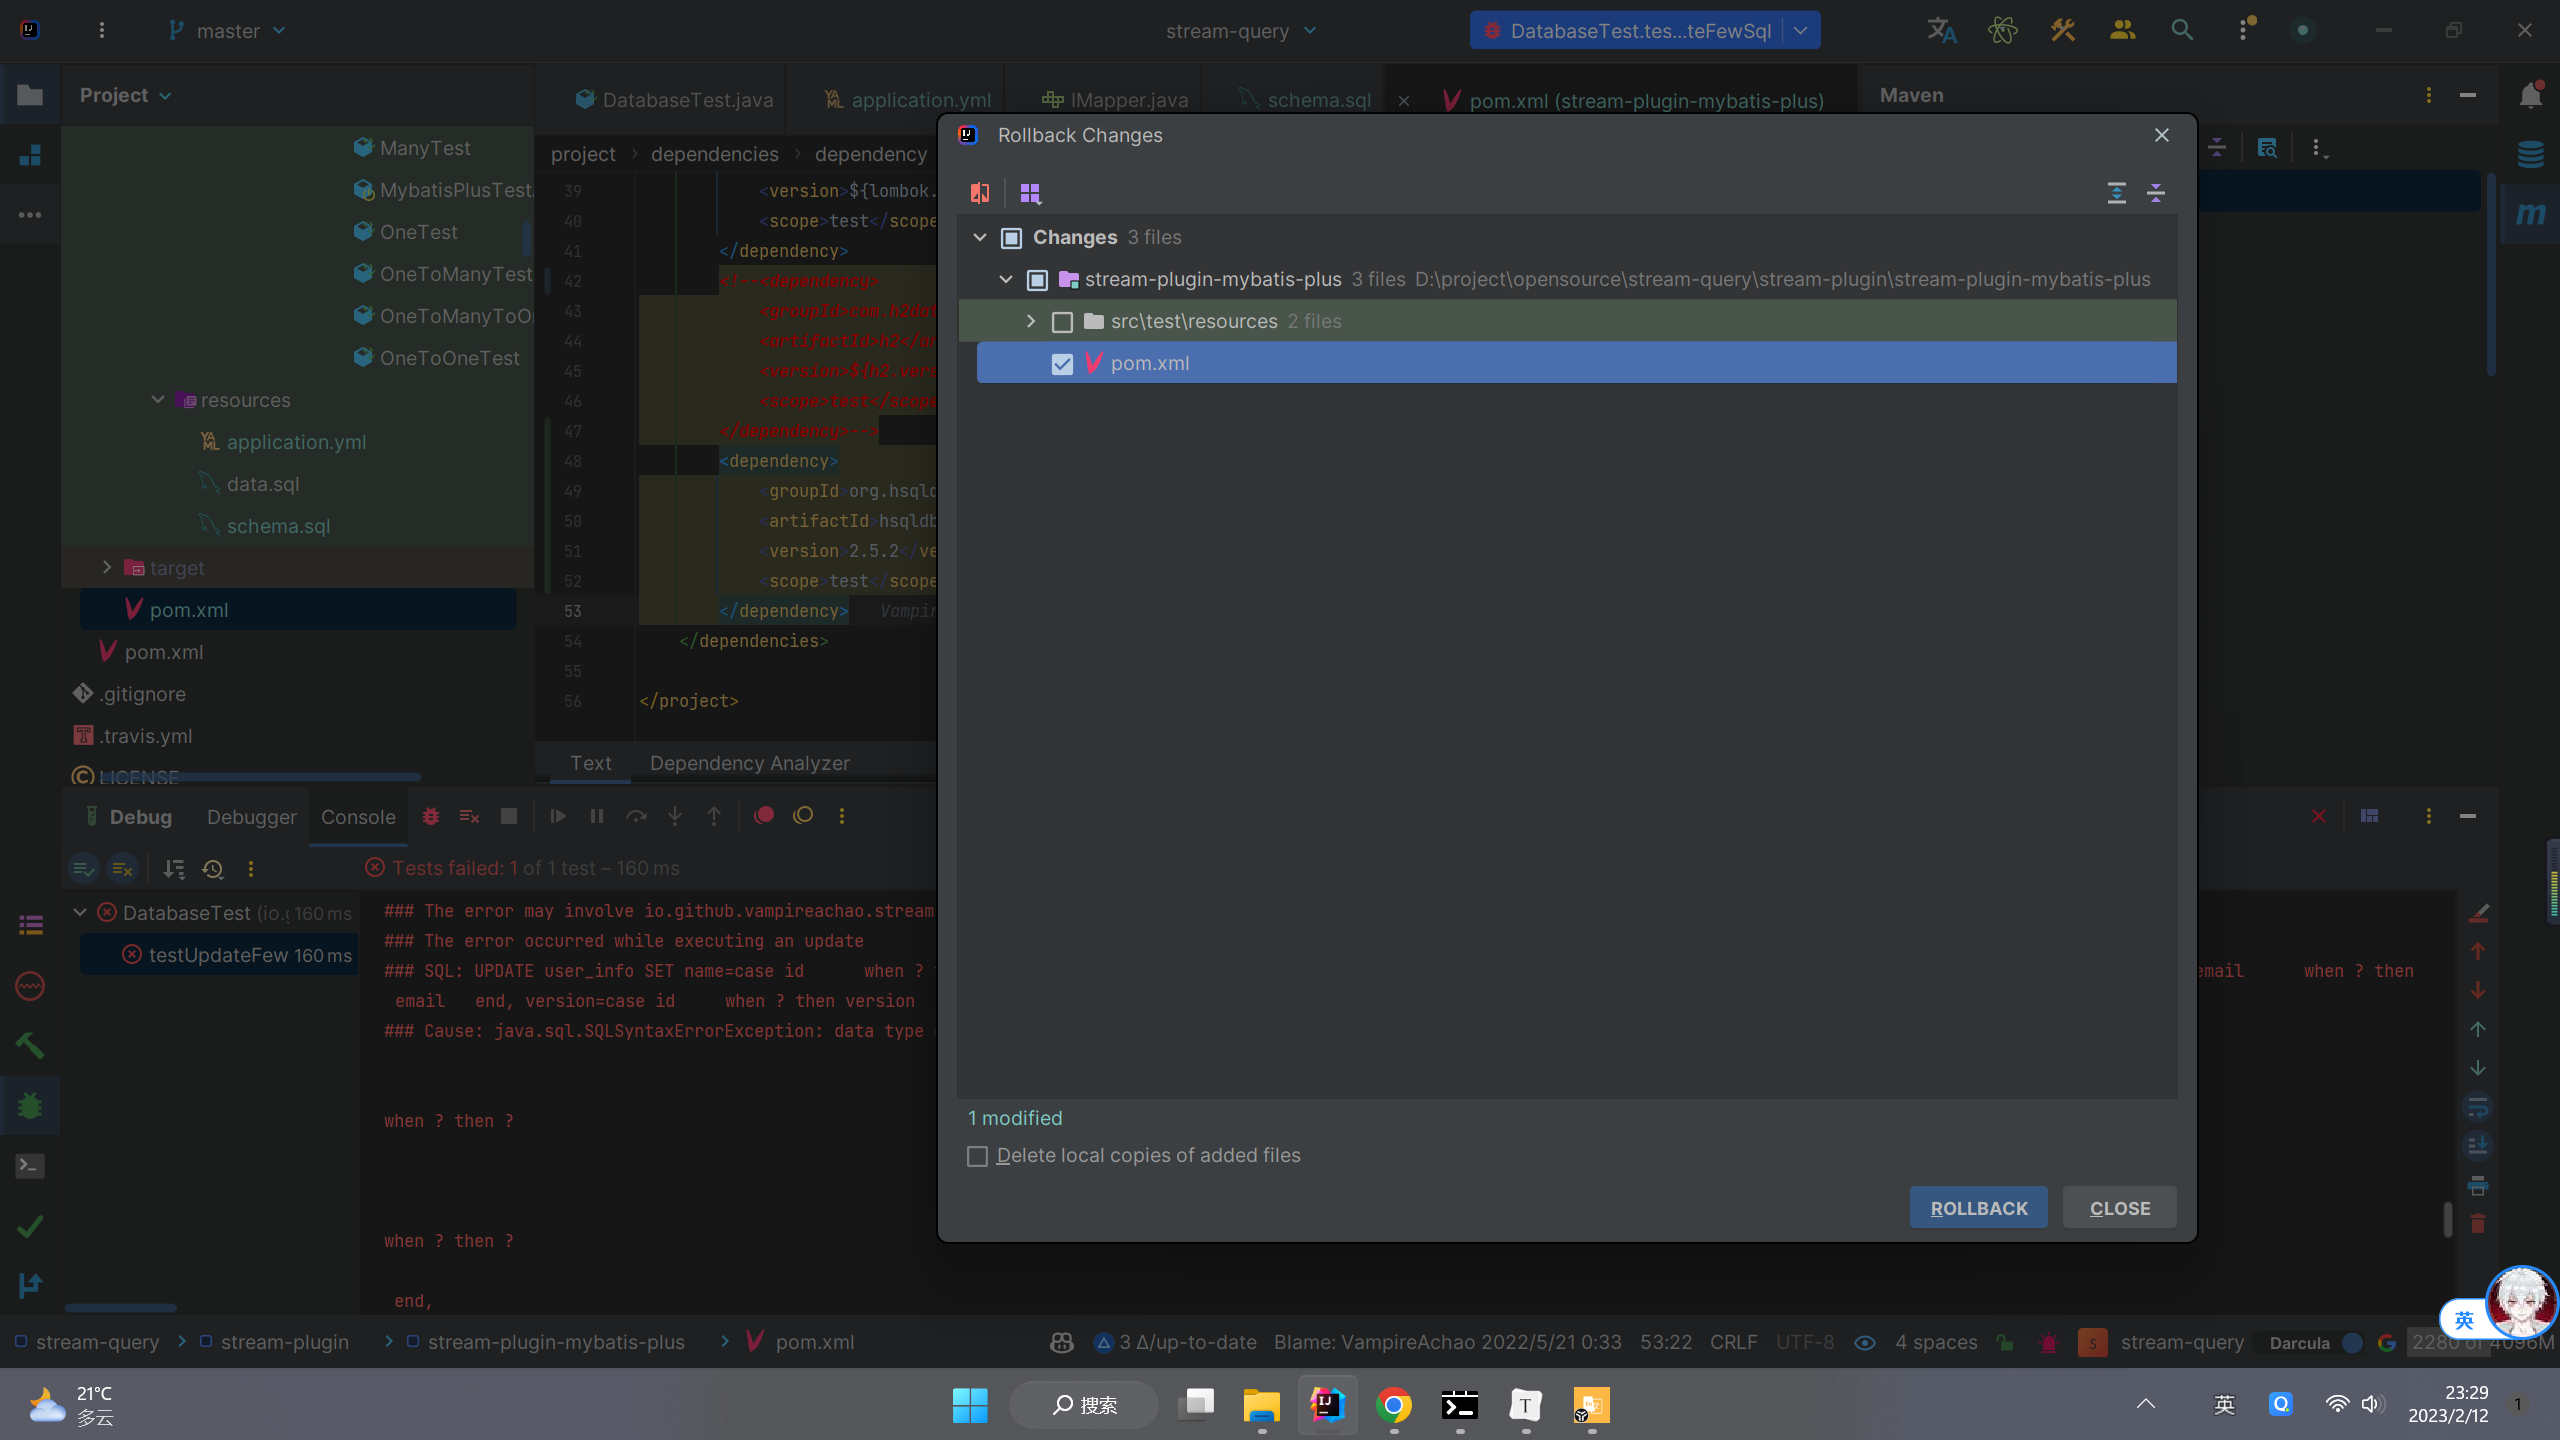 master
stream-query
DatabaseTest.tes...teFewSql
Project
DatabaseTest.java
application.yml
IMapper.java
schema.sql
pom.xml (stream-plugin-mybatis-plus)
Maven
ManyTest
MybatisPlusTest.
OneTest
OneToManyTest
OneToManyToO
OneToOneTest
resources
application.yml
data.sql
schema.sql
target
pom.xml
pom.xml
.gitignore
.travis.yml
LICENSE
project › dependencies › dependency
39 <version>${lombok.
40 <scope>test</scope
41 </dependency>
42 <!--<dependency>
43 <groupId>com.h2dat
44 <artifactId>h2</ar
45 <version>${h2.vers
46 <scope>test</scope
47 </dependency>-->
48 <dependency>
49 <groupId>org.hsqld
50 <artifactId>hsqldb
51 <version>2.5.2</ve
52 <scope>test</scope
53 </dependency> Vampir
54 </dependencies>
55
56 </project>
Text
Dependency Analyzer
Rollback Changes
Changes 3 files
stream-plugin-mybatis-plus 3 files D:\project\opensource\stream-query\stream-plugin\stream-plugin-mybatis-plus
src\test\resources 2 files
pom.xml
1 modified
Delete local copies of added files
ROLLBACK
CLOSE
Debug
Debugger
Console
Tests failed: 1 of 1 test – 160 ms
DatabaseTest (io.g 160 ms
testUpdateFew 160 ms
### The error may involve io.github.vampireachao.stream
### The error occurred while executing an update
### SQL: UPDATE user_info SET name=case id when ?
email when ? then
email end, version=case id when ? then version
### Cause: java.sql.SQLSyntaxErrorException: data type
when ? then ?
when ? then ?
end,
stream-query › stream-plugin › stream-plugin-mybatis-plus › pom.xml
3 Δ/up-to-date
Blame: VampireAchao 2022/5/21 0:33
53:22
CRLF
UTF-8
4 spaces
stream-query
Darcula
2280 of 4096M
英
21°C
多云
搜索
英
23:29
2023/2/12
1